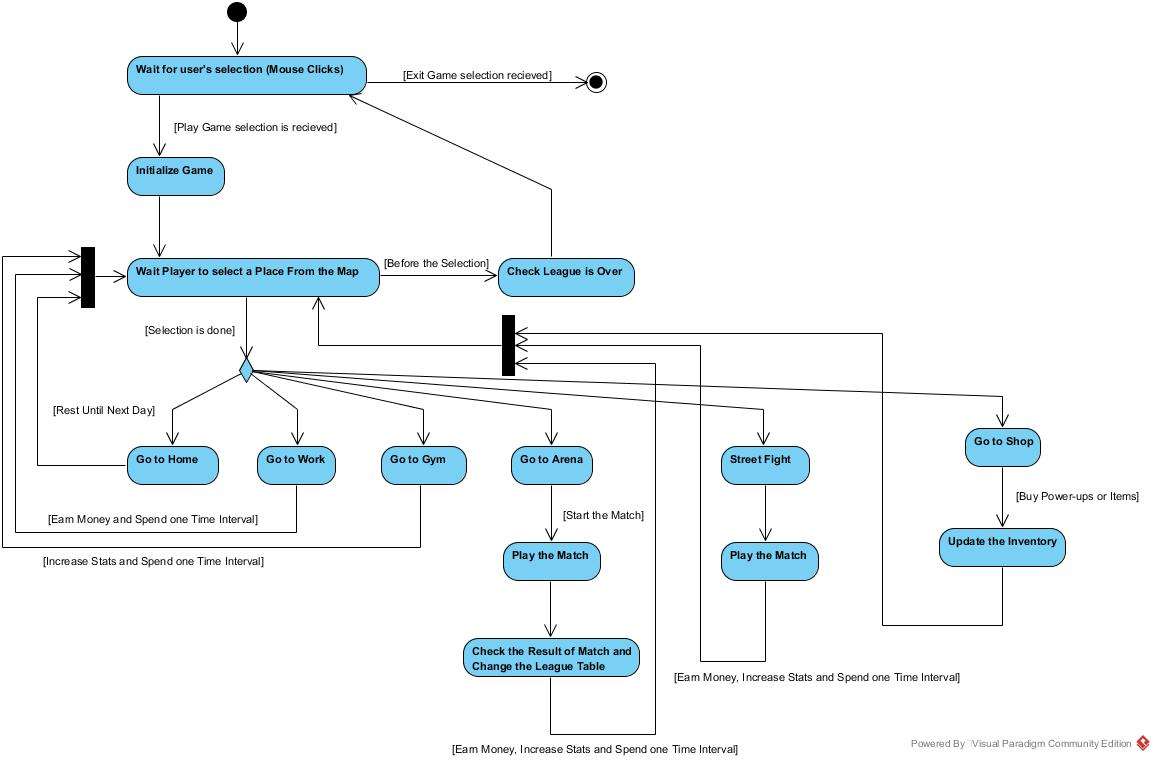 Wait for user's selection (Mouse Clicks)
[Exit Game selection recieved]
[Play Game selection is recieved]
Initialize Game
Wait Player to select a Place From the Map
[Before the Selection]
Check League is Over
[Selection is done]
[Rest Until Next Day]
Go to Home
Go to Work
Go to Gym
Go to Arena
Street Fight
Go to Shop
[Buy Power-ups or Items]
[Earn Money and Spend one Time Interval]
[Start the Match]
Update the Inventory
[Increase Stats and Spend one Time Interval]
Play the Match
Play the Match
Check the Result of Match and
Change the League Table
[Earn Money, Increase Stats and Spend one Time Interval]
[Earn Money, Increase Stats and Spend one Time Interval]
Powered By Visual Paradigm Community Edition